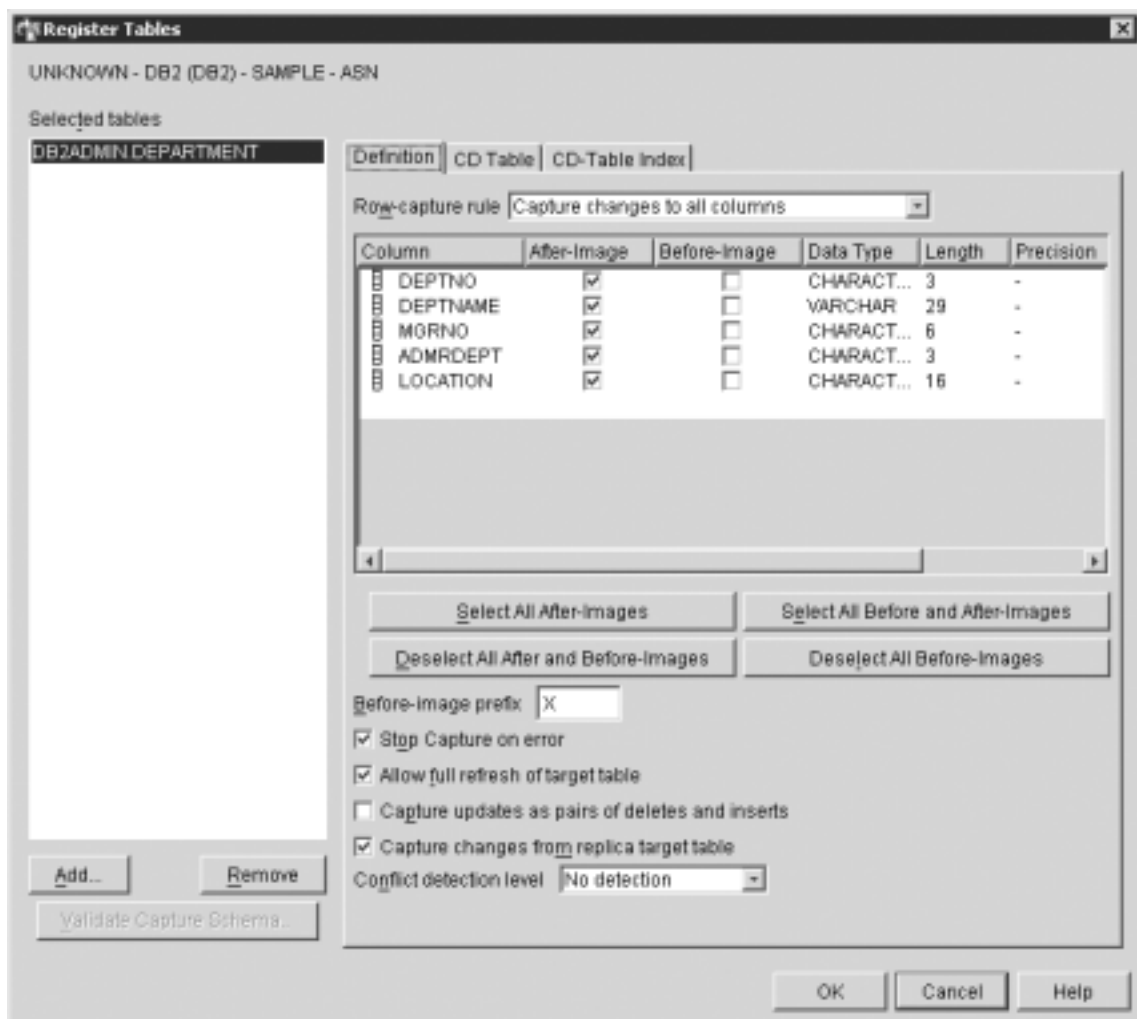 Register Tables
UNKNOWN - DB2 (DB2) - SAMPLE - ASN
Selected tables
DB2ADMIN.DEPARTMENT
Definition CD Table CD-Table Index
Row-capture rule Capture changes to all columns
Column After-Image Before-Image Data Type Length Precision
DEPTNO CHARACT... 3 -
DEPTNAME VARCHAR 29 -
MGRNO CHARACT... 6 -
ADMRDEPT CHARACT... 3 -
LOCATION CHARACT... 16 -
Select All After-Images Select All Before and After-Images
Deselect All After and Before-Images Deselect All Before-Images
Before-image prefix X
Stop Capture on error
Allow full refresh of target table
Capture updates as pairs of deletes and inserts
Capture changes from replica target table
Conflict detection level No detection
Add... Remove
Validate Capture Schema...
OK Cancel Help